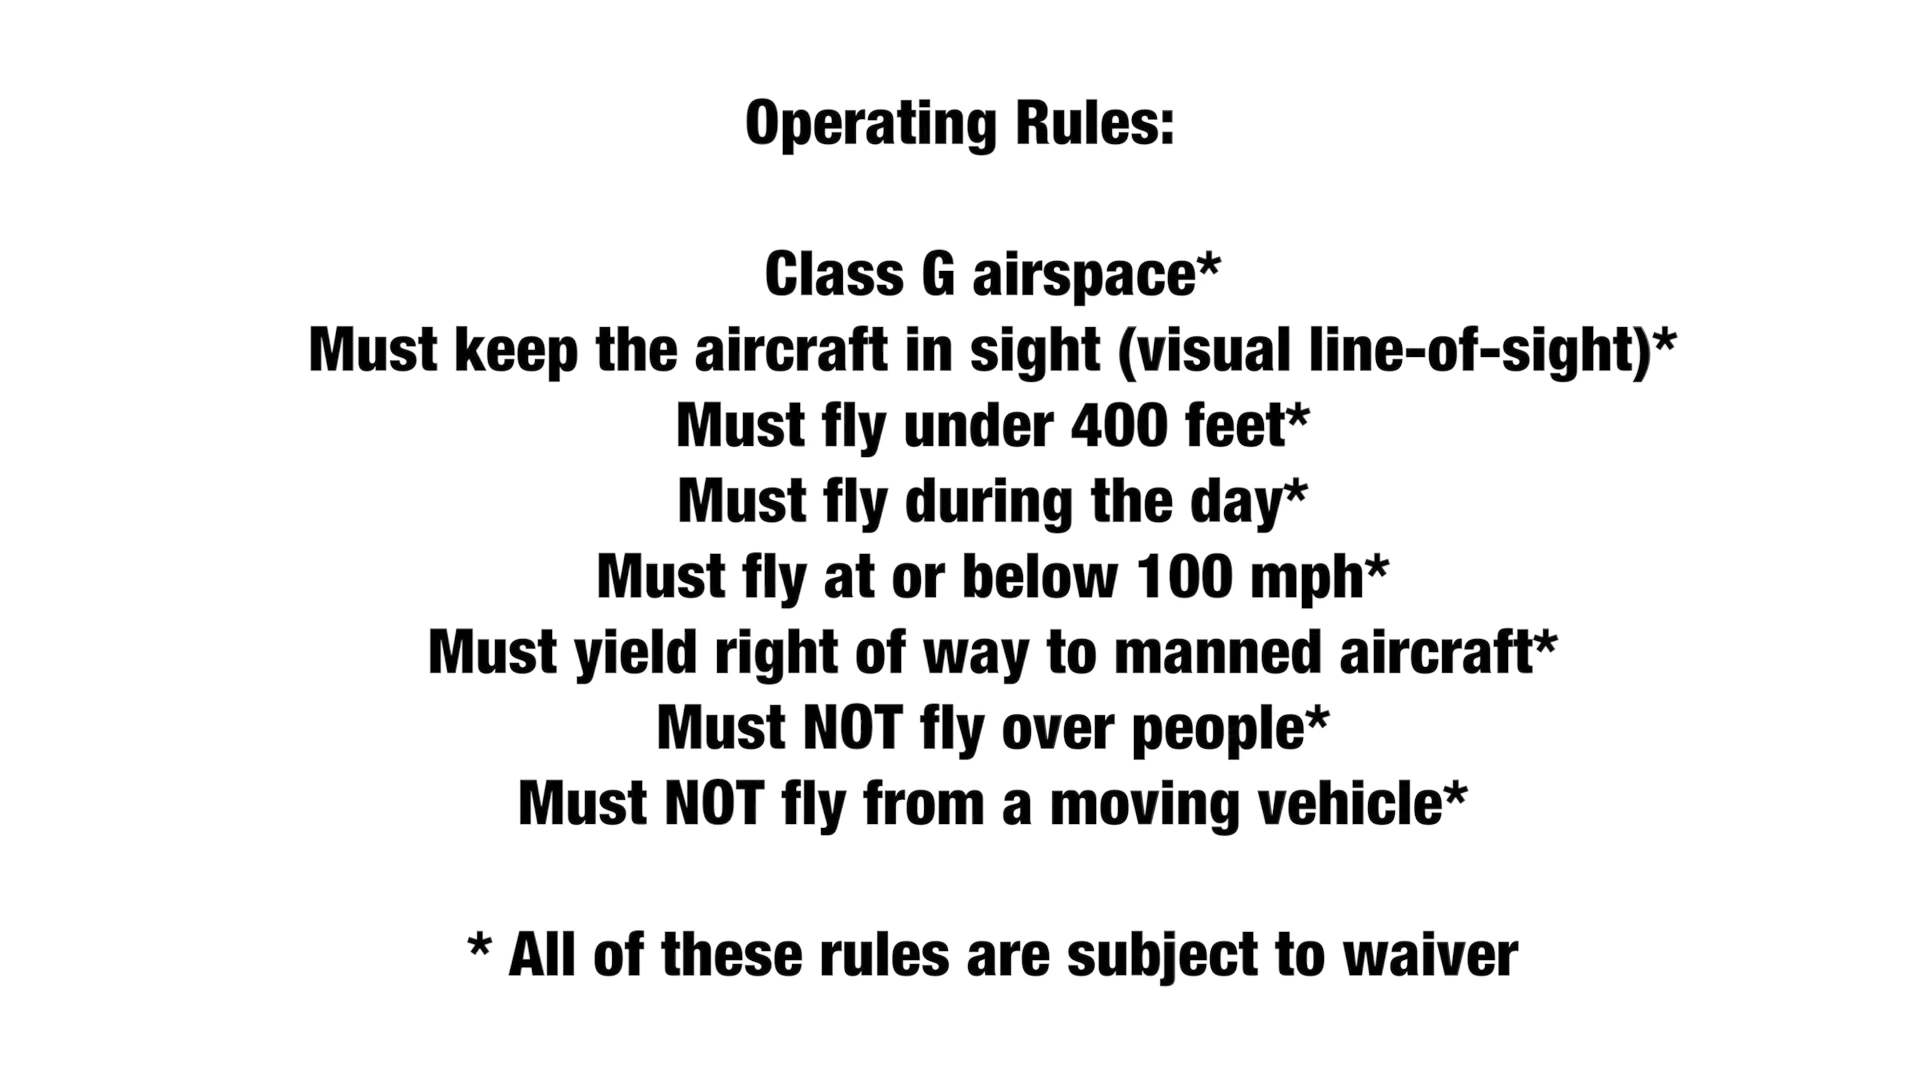 Operating Rules:
Class G airspace*
Must keep the aircraft in sight (visual line-of-sight)*
Must fly under 400 feet*
Must fly during the day*
Must fly at or below 100 mph*
Must yield right of way to manned aircraft*
Must NOT fly over people*
Must NOT fly from a moving vehicle*
* All of these rules are subject to waiver